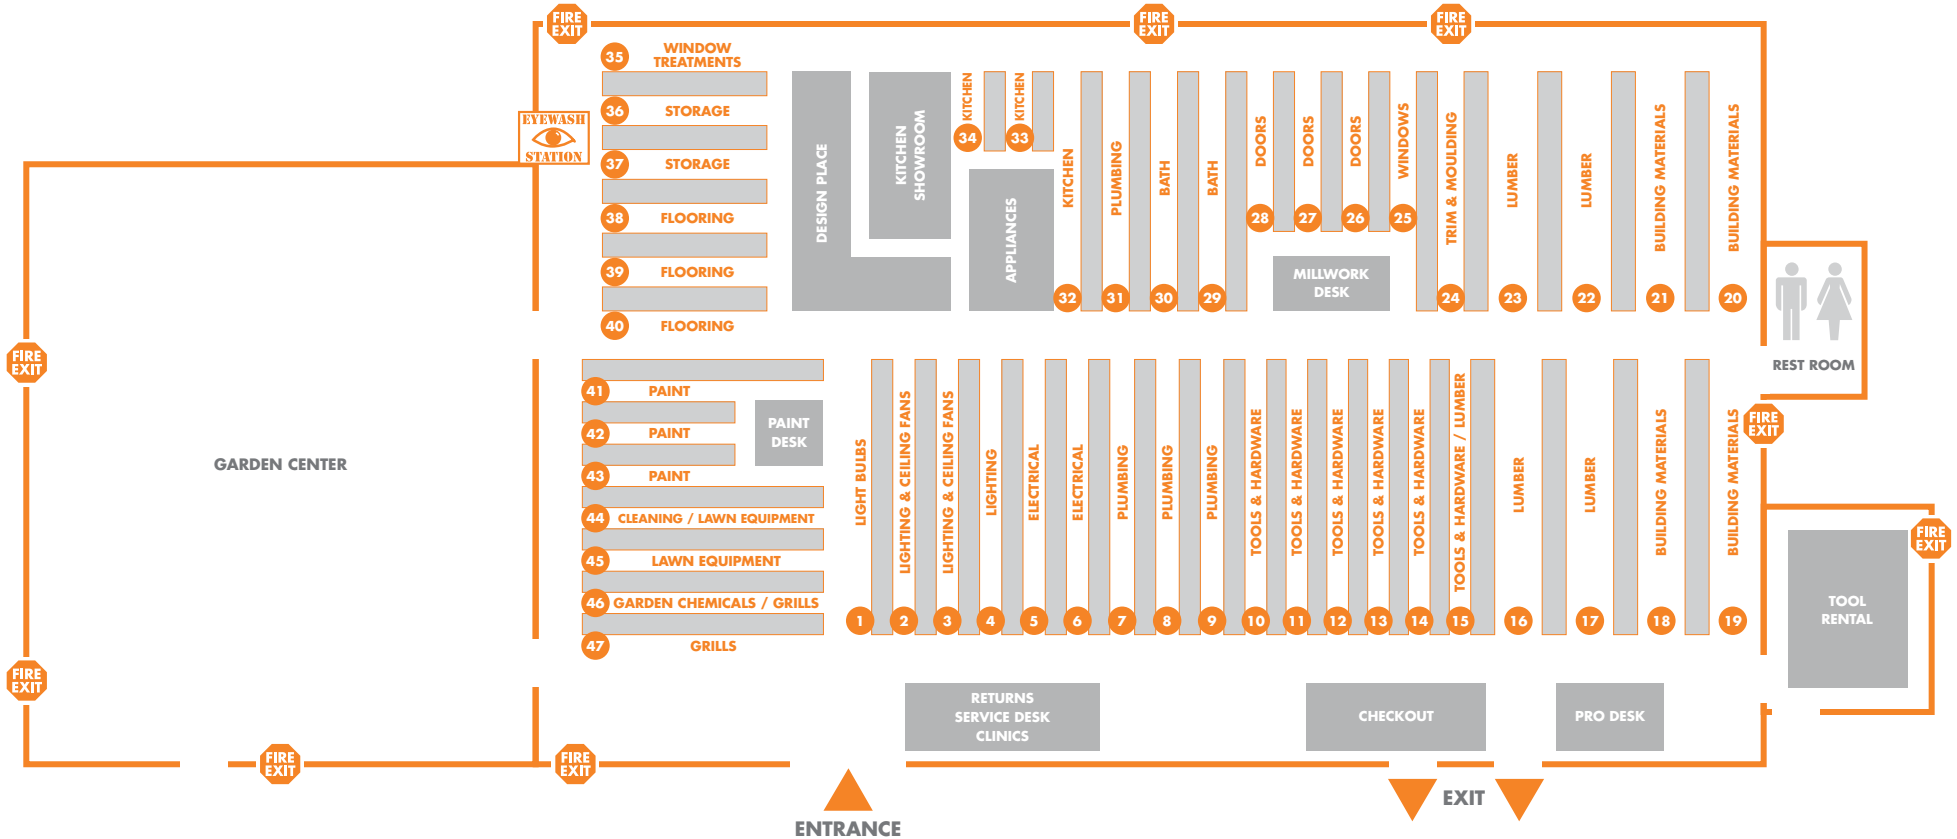 FIRE
EXIT
FIRE
EXIT
FIRE
EXIT
35
WINDOW
TREATMENTS
36
STORAGE
EYEWASH
STATION
37
STORAGE
38
FLOORING
39
FLOORING
40
FLOORING
DESIGN PLACE
KITCHEN
SHOWROOM
KITCHEN
34
KITCHEN
33
APPLIANCES
KITCHEN
32
PLUMBING
31
BATH
30
BATH
29
DOORS
28
DOORS
27
DOORS
26
WINDOWS
25
MILLWORK
DESK
TRIM & MOULDING
24
LUMBER
23
LUMBER
22
BUILDING MATERIALS
21
BUILDING MATERIALS
20
REST ROOM
FIRE
EXIT
FIRE
EXIT
GARDEN CENTER
FIRE
EXIT
FIRE
EXIT
FIRE
EXIT
41
PAINT
42
PAINT
43
PAINT
PAINT
DESK
44
CLEANING / LAWN EQUIPMENT
45
LAWN EQUIPMENT
46
GARDEN CHEMICALS / GRILLS
47
GRILLS
LIGHT BULBS
1
LIGHTING & CEILING FANS
2
LIGHTING & CEILING FANS
3
LIGHTING
4
ELECTRICAL
5
ELECTRICAL
6
PLUMBING
7
PLUMBING
8
PLUMBING
9
TOOLS & HARDWARE
10
TOOLS & HARDWARE
11
TOOLS & HARDWARE
12
TOOLS & HARDWARE
13
TOOLS & HARDWARE
14
TOOLS & HARDWARE / LUMBER
15
LUMBER
16
LUMBER
17
BUILDING MATERIALS
18
BUILDING MATERIALS
19
FIRE
EXIT
TOOL
RENTAL
RETURNS
SERVICE DESK
CLINICS
CHECKOUT
PRO DESK
ENTRANCE
EXIT